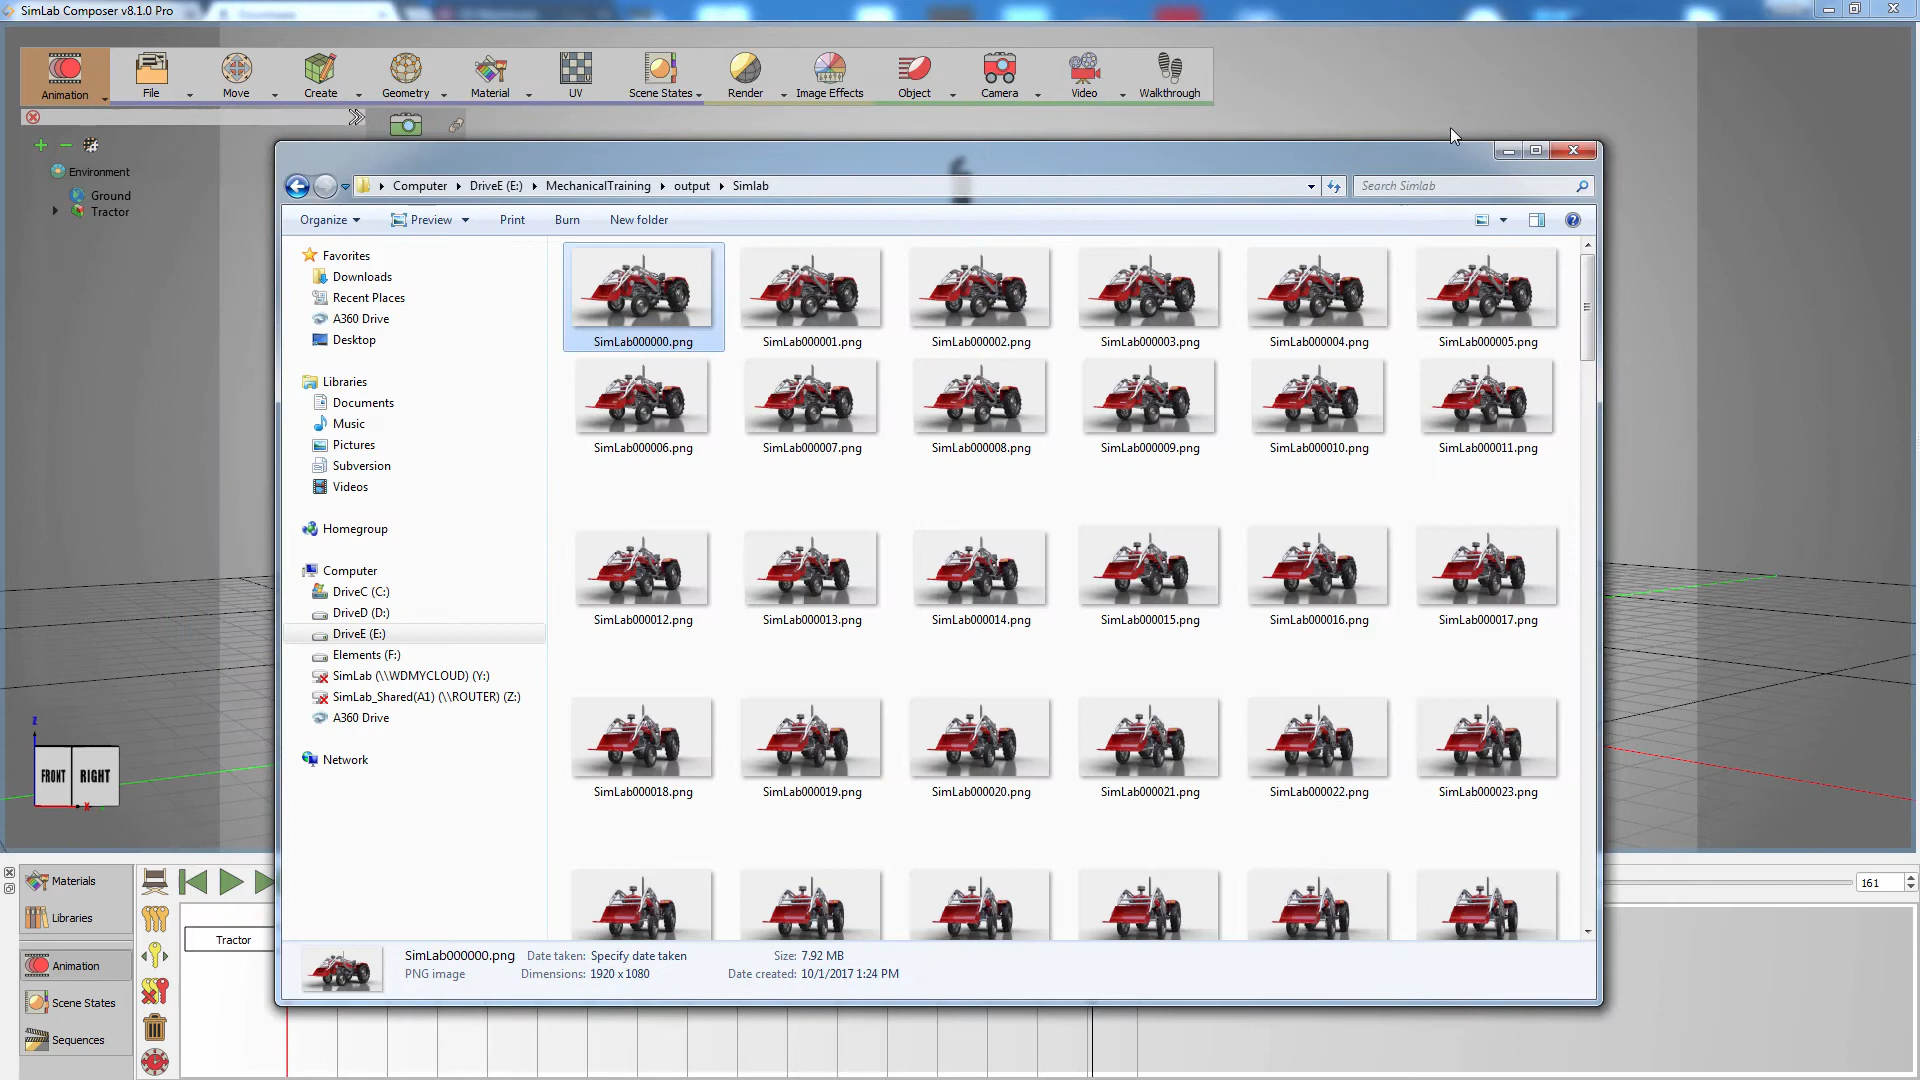 SimLab Composer v8.1.0 Pro
Animation File Move Create Geometry Material UV Scene States Render Image Effects Object Camera Video Walkthrough
Environment
Ground
Tractor
Computer DriveE (E:) MechanicalTraining output Simlab Search Simlab
Organize Preview Print Burn New folder
Favorites
Downloads
Recent Places
A360 Drive
Desktop
Libraries
Documents
Music
Pictures
Subversion
Videos
Homegroup
Computer
DriveC (C:)
DriveD (D:)
DriveE (E:)
Elements (F:)
SimLab (\\WDMYCLOUD) (Y:)
SimLab_Shared(A1) (\\ROUTER) (Z:)
A360 Drive
Network
SimLab000000.png SimLab000001.png SimLab000002.png SimLab000003.png SimLab000004.png SimLab000005.png
SimLab000006.png SimLab000007.png SimLab000008.png SimLab000009.png SimLab000010.png SimLab000011.png
SimLab000012.png SimLab000013.png SimLab000014.png SimLab000015.png SimLab000016.png SimLab000017.png
SimLab000018.png SimLab000019.png SimLab000020.png SimLab000021.png SimLab000022.png SimLab000023.png
SimLab000000.png Date taken: Specify date taken Size: 7.92 MB
PNG image Dimensions: 1920 x 1080 Date created: 10/1/2017 1:24 PM
Z
FRONT RIGHT
X
Materials
Libraries
Animation
Scene States
Sequences
Tractor
161